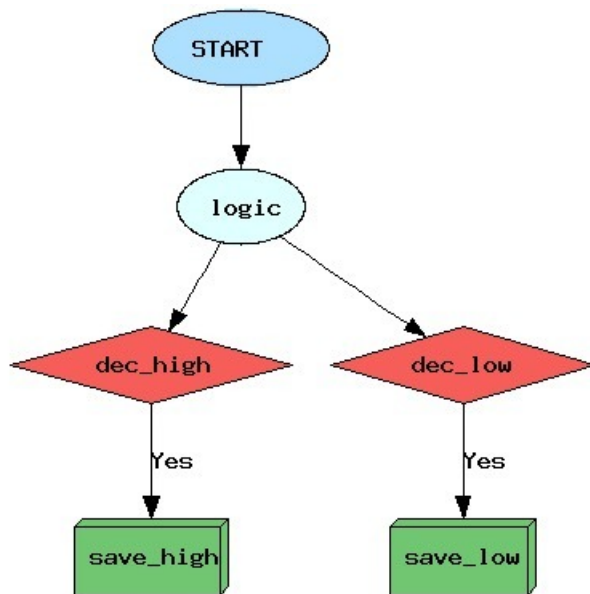 START
logic
dec_high
dec_low
Yes
Yes
save_high
save_low